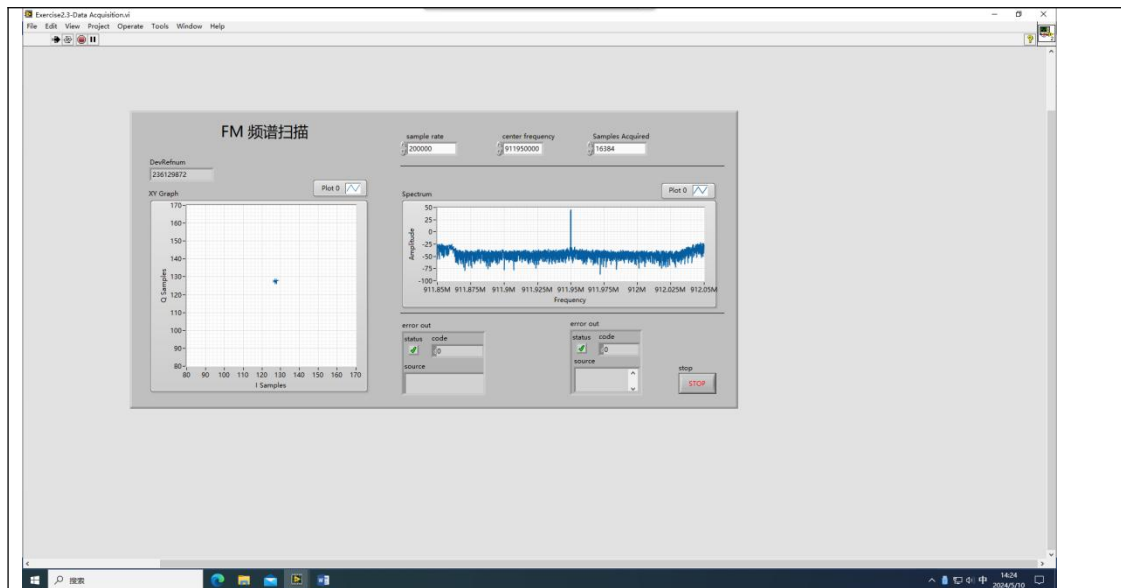 Exercise2.3-Data Acquisition.vi
File Edit View Project Operate Tools Window Help
FM 频谱扫描
sample rate center frequency Samples Acquired
200000 911950000 16384
DevRefnum
236129872
XY Graph Plot 0
170
160
150
140
130
120
110
100
90
80
Q Samples
80 90 100 110 120 130 140 150 160 170
I Samples
Spectrum Plot 0
50
25
0
-25
-50
-75
-100
Amplitude
911.85M 911.875M 911.9M 911.925M 911.95M 911.975M 912M 912.025M 912.05M
Frequency
error out
status code
0
source
error out
status code
0
source
stop
STOP
搜索
中
14:24
2024/5/10